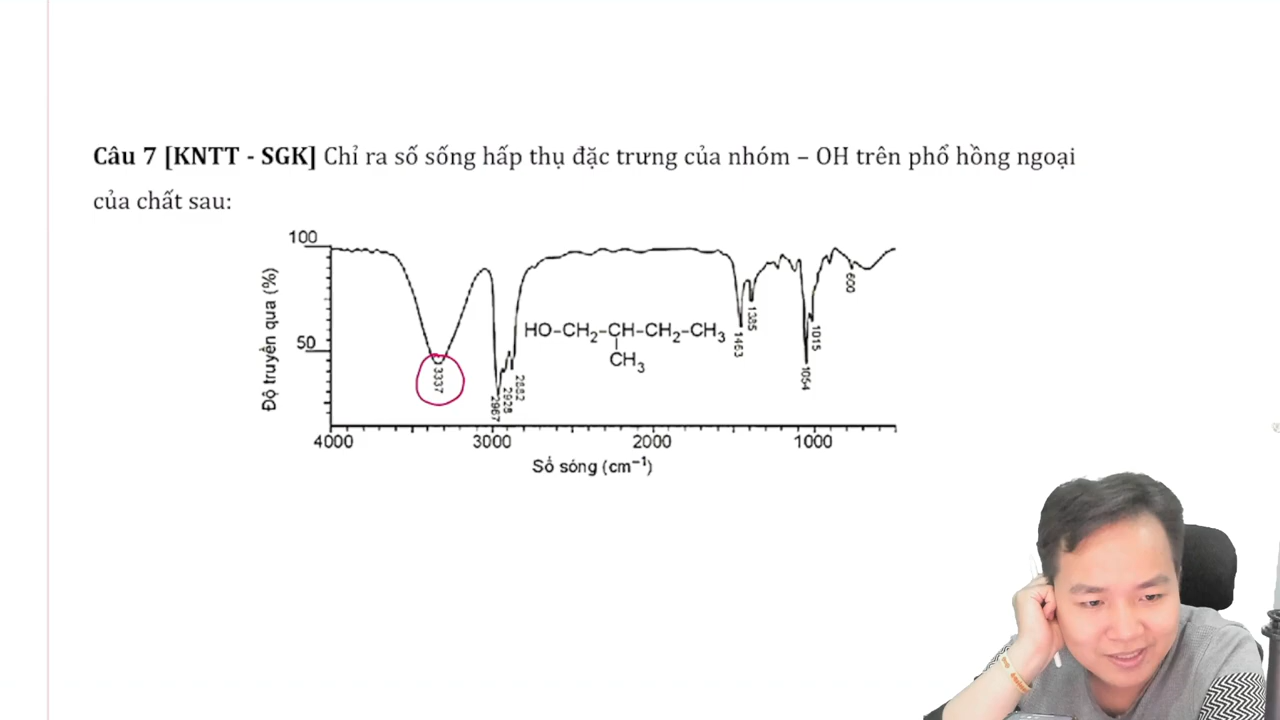 Câu 7 [KNTT - SGK] Chỉ ra số sống hấp thụ đặc trưng của nhóm – OH trên phổ hồng ngoại
của chất sau:
100
50
Độ truyền qua (%)
3337
2967
2928
2882
HO-CH2-CH-CH2-CH3
CH3
1463
1385
1054
1015
600
4000
3000
2000
1000
Số sóng (cm⁻¹)